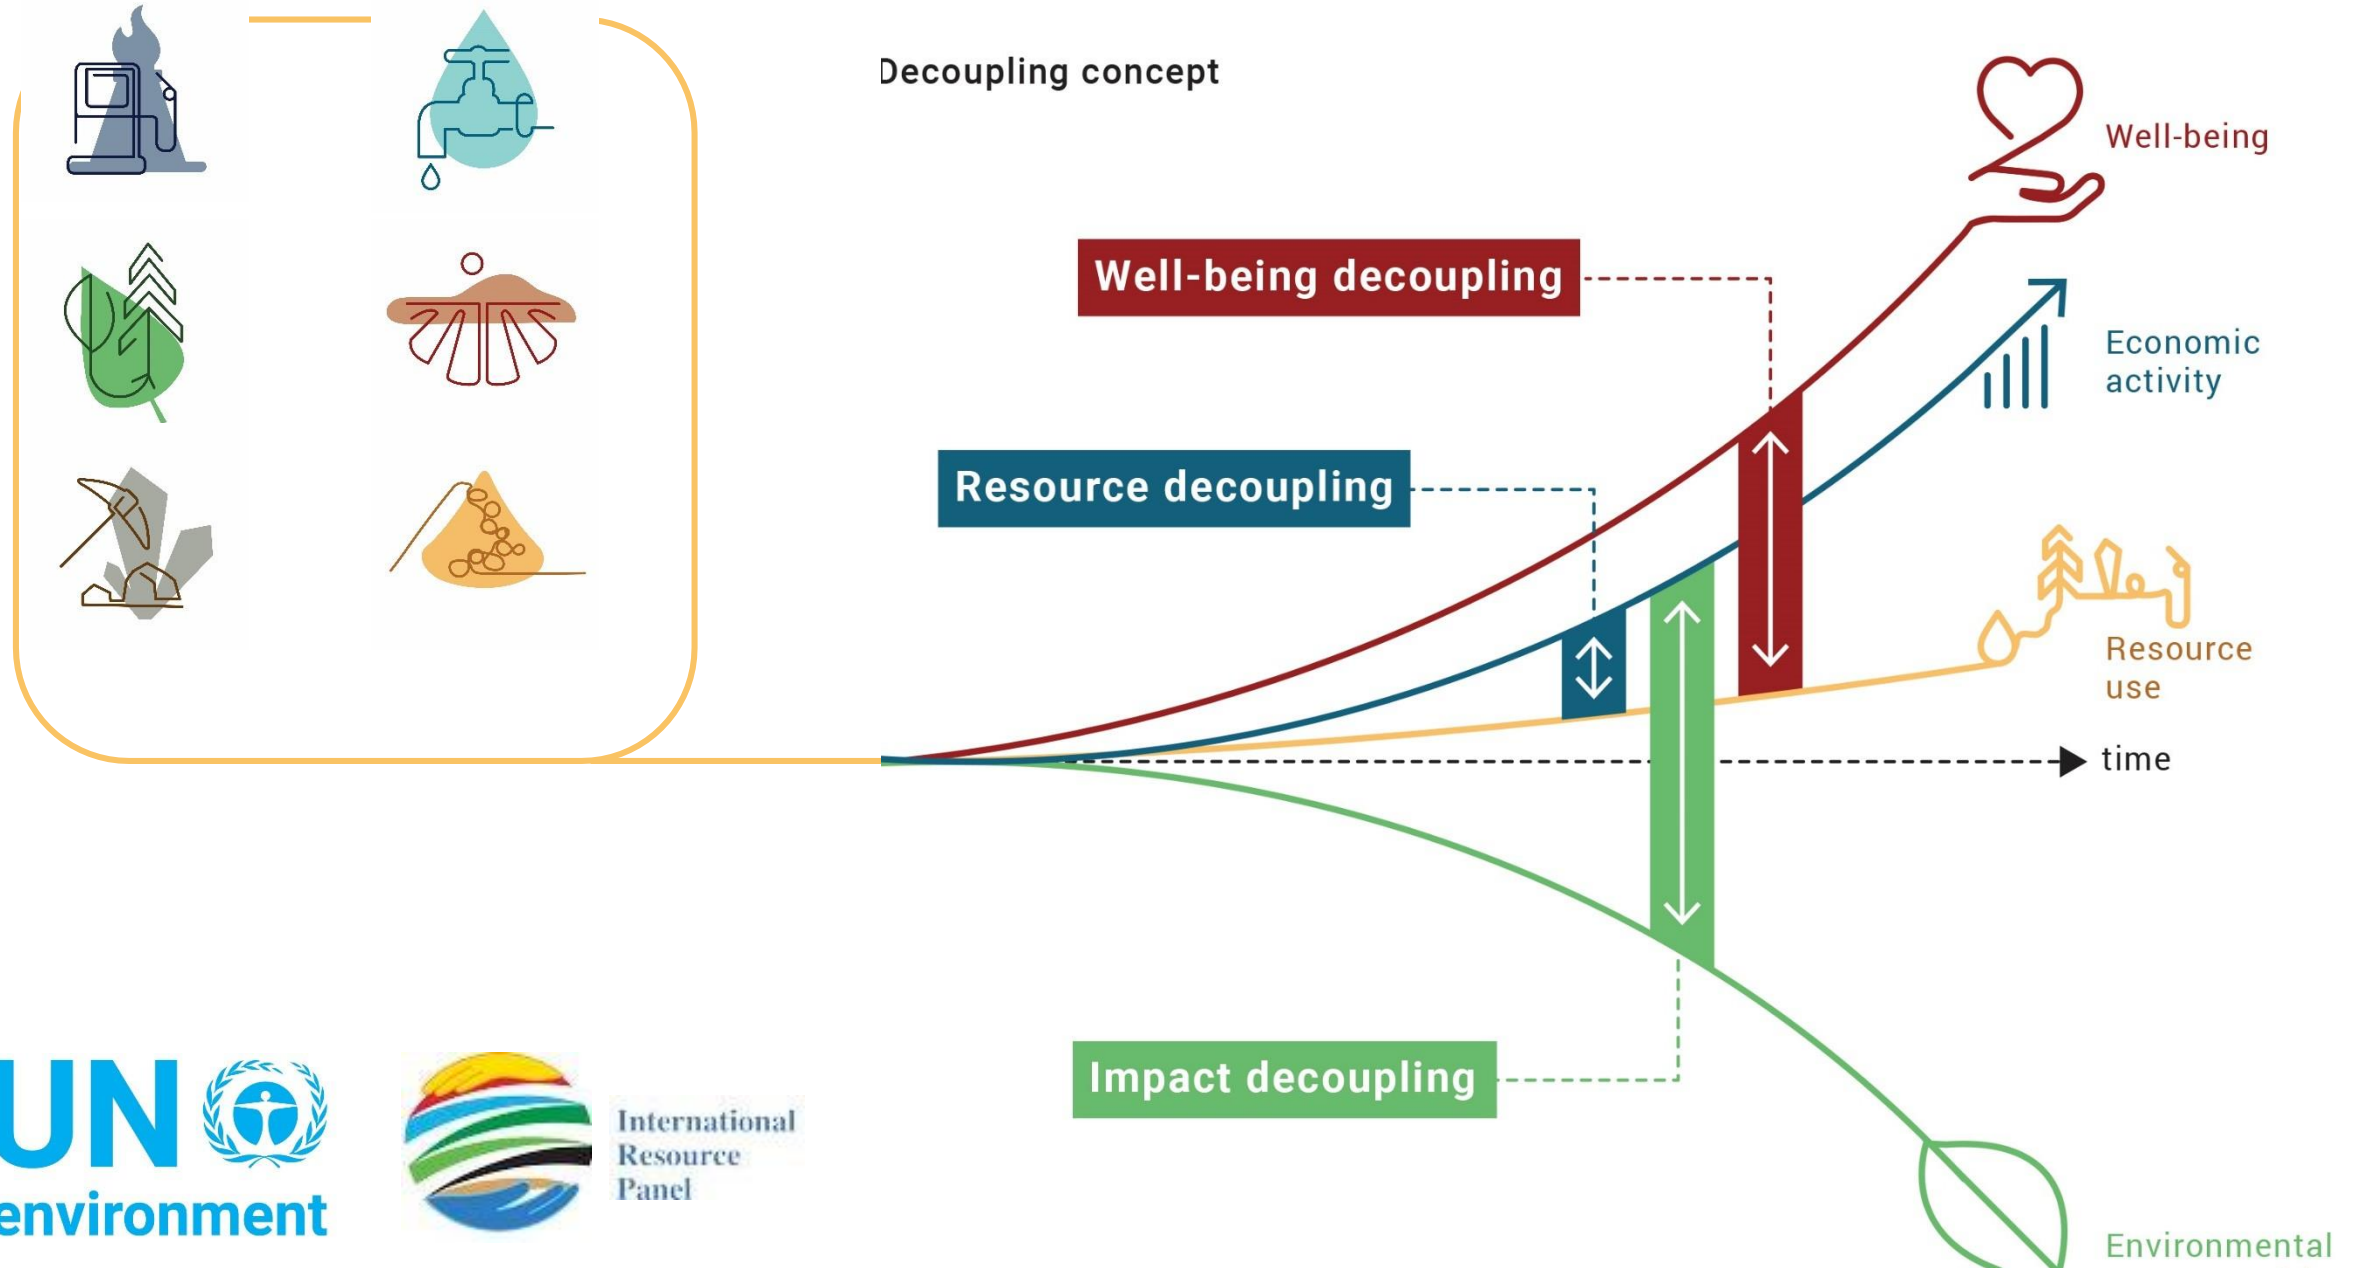 Decoupling concept
Well-being
Well-being decoupling
Economic
activity
Resource decoupling
Resource
use
time
Impact decoupling
Environmental
UN
environment
International
Resource
Panel